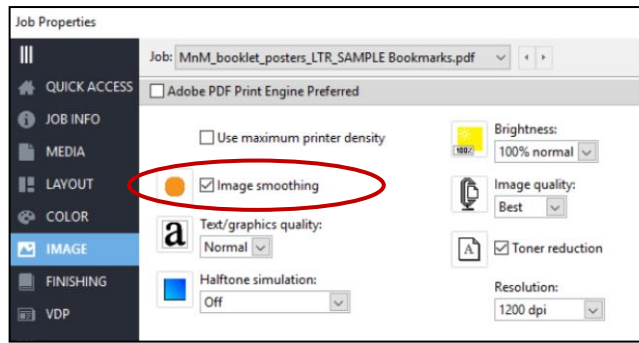 Job Properties
Job: MnM_booklet_posters_LTR_SAMPLE Bookmarks.pdf
QUICK ACCESS
JOB INFO
MEDIA
LAYOUT
COLOR
IMAGE
FINISHING
VDP
Adobe PDF Print Engine Preferred
Use maximum printer density
Image smoothing
a
Text/graphics quality:
Normal
Halftone simulation:
Off
100%
Brightness:
100% normal
Image quality:
Best
A
Toner reduction
Resolution:
1200 dpi